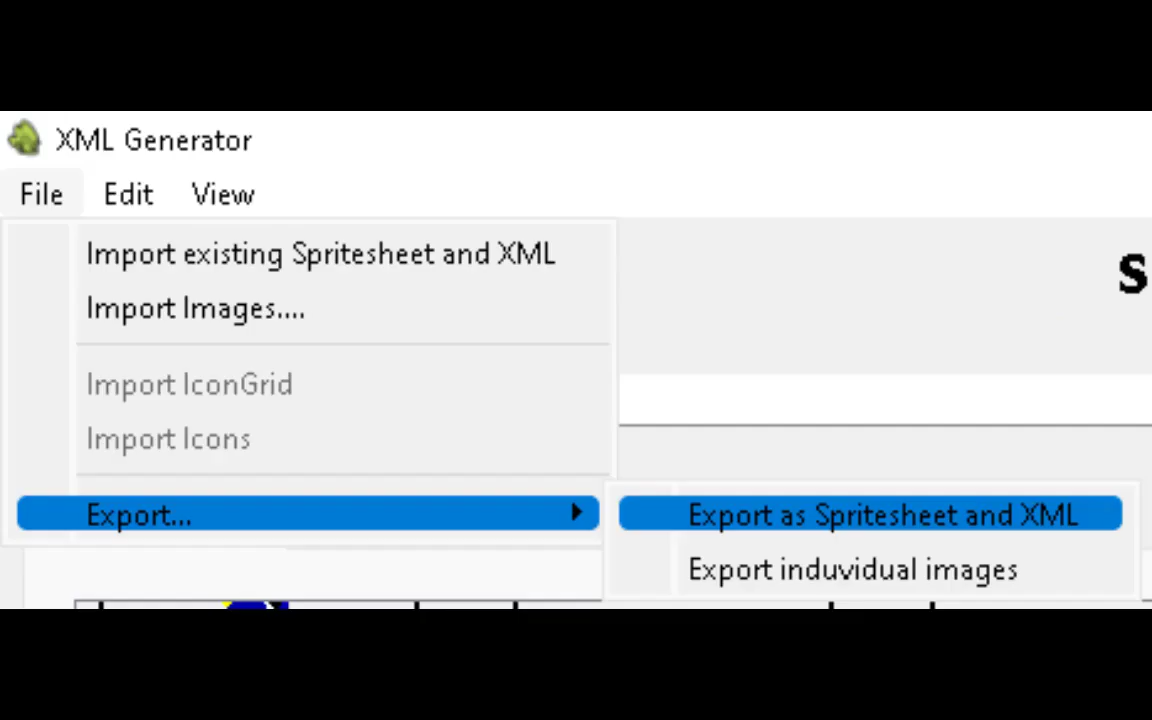 XML Generator
File Edit View
Import existing Spritesheet and XML
S
Import Images....
Import IconGrid
Import Icons
Export...
Export as Spritesheet and XML
Export induvidual images